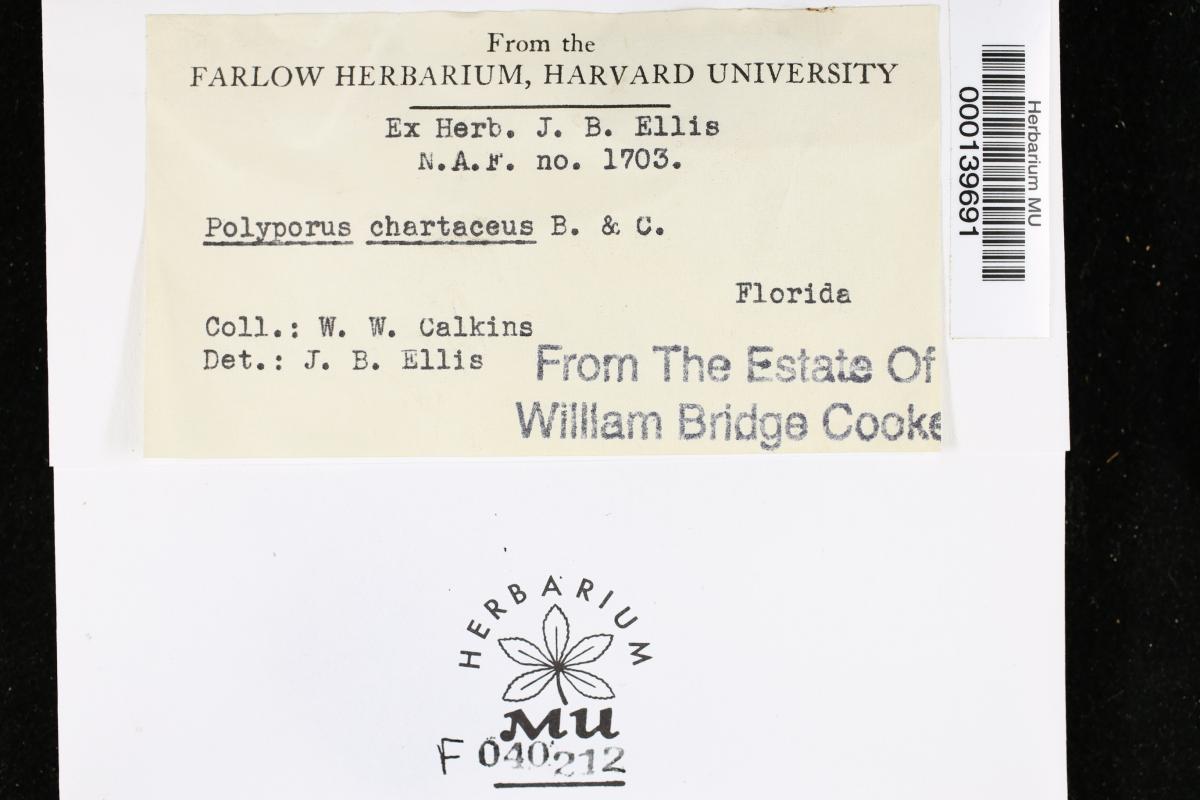 From the
FARLOW HERBARIUM, HARVARD UNIVERSITY
Ex Herb. J. B. Ellis
N.A.F. no. 1703.
Polyporus chartaceus B. & C.
Florida
Coll.: W. W. Calkins
Det.: J. B. Ellis
From The Estate Of
William Bridge Cooke
Herbarium MU
000139691
HERBARIUM
MU
F 040212